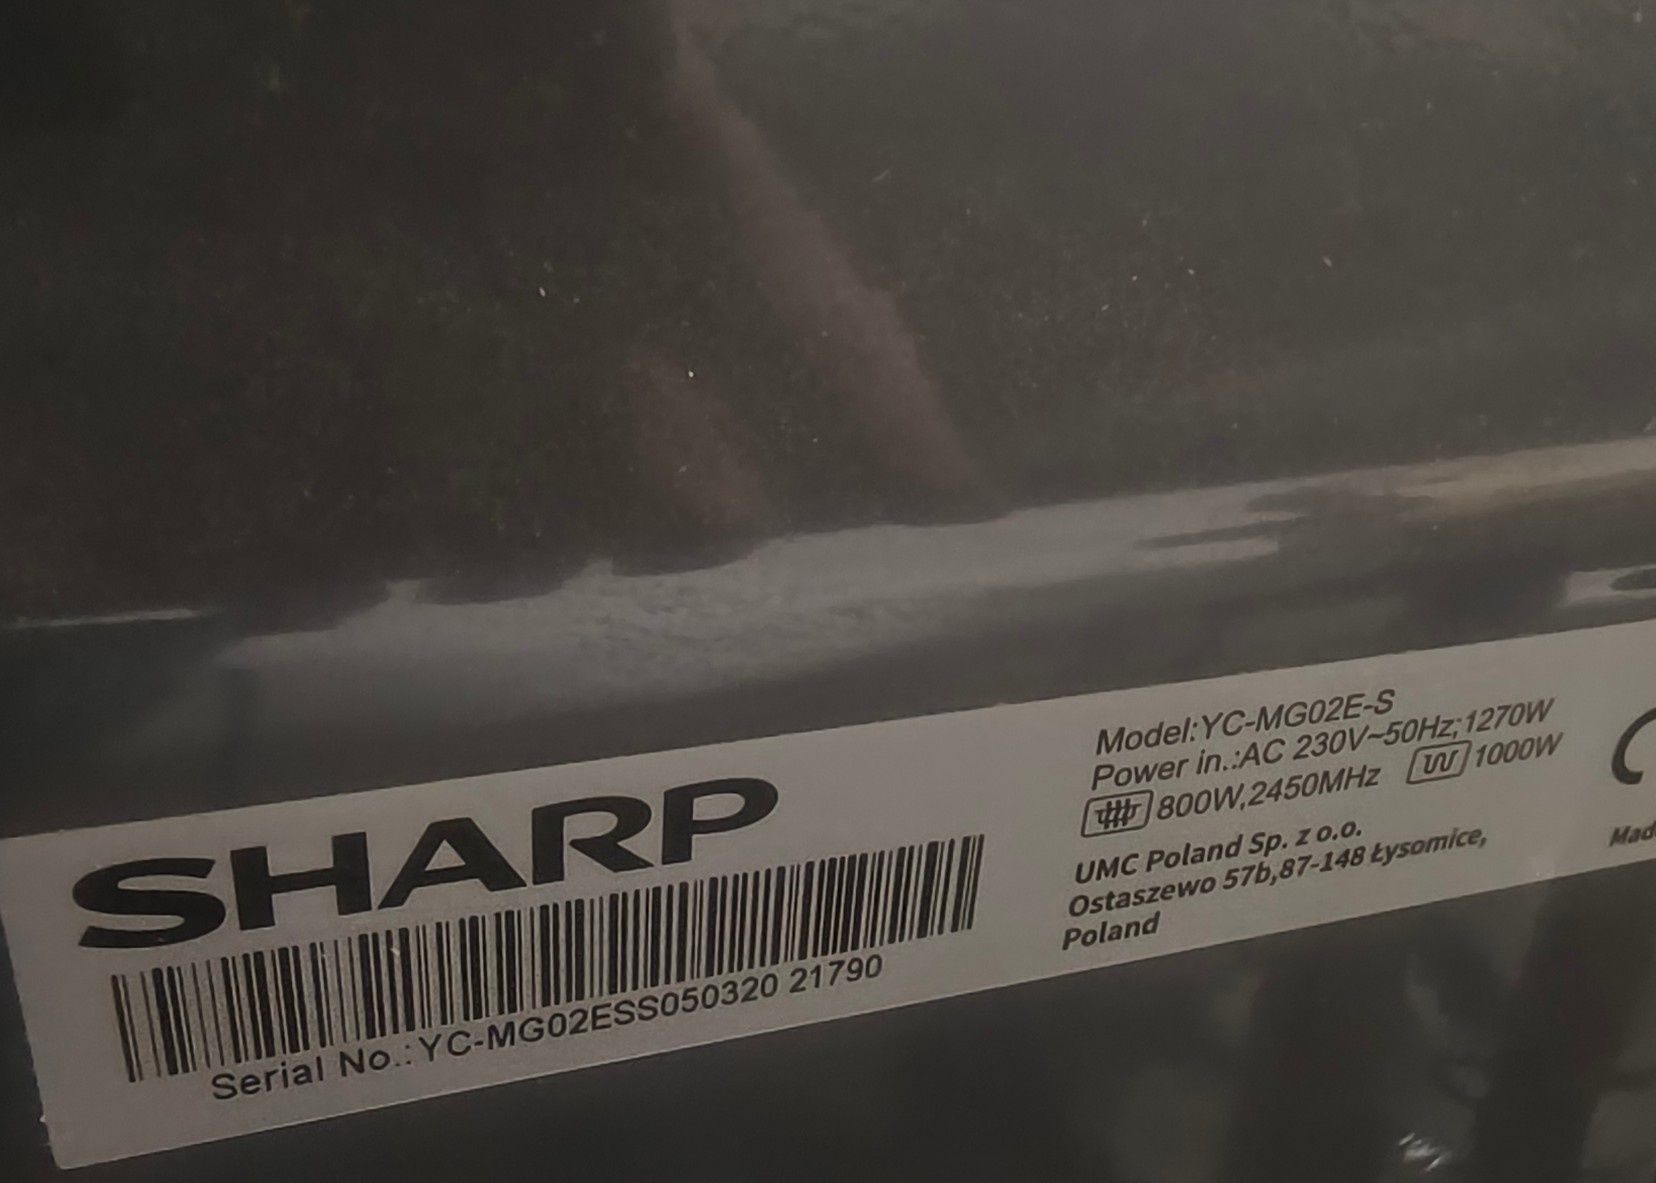 SHARP
Serial No.: YC-MG02ESS050320 21790
Model:YC-MG02E-S
Power in.:AC 230V~50Hz;1270W
800W,2450MHz 1000W
UMC Poland Sp. z o.o.
Ostaszewo 57b,87-148 Łysomice,
Poland
Mad